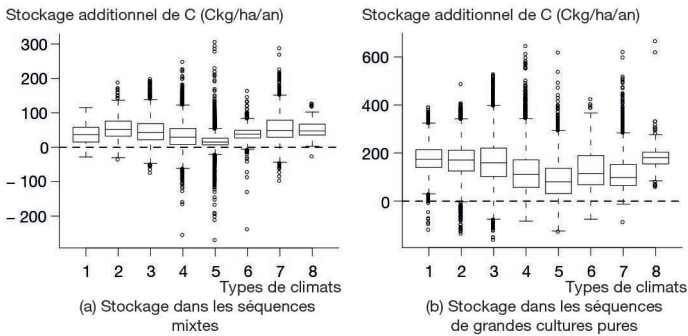 Stockage additionnel de C (Ckg/ha/an)
300
200
100
0
– 100
– 200
1 2 3 4 5 6 7 8
Types de climats
(a) Stockage dans les séquences
mixtes
Stockage additionnel de C (Ckg/ha/an)
600
400
200
0
1 2 3 4 5 6 7 8
Types de climats
(b) Stockage dans les séquences
de grandes cultures pures